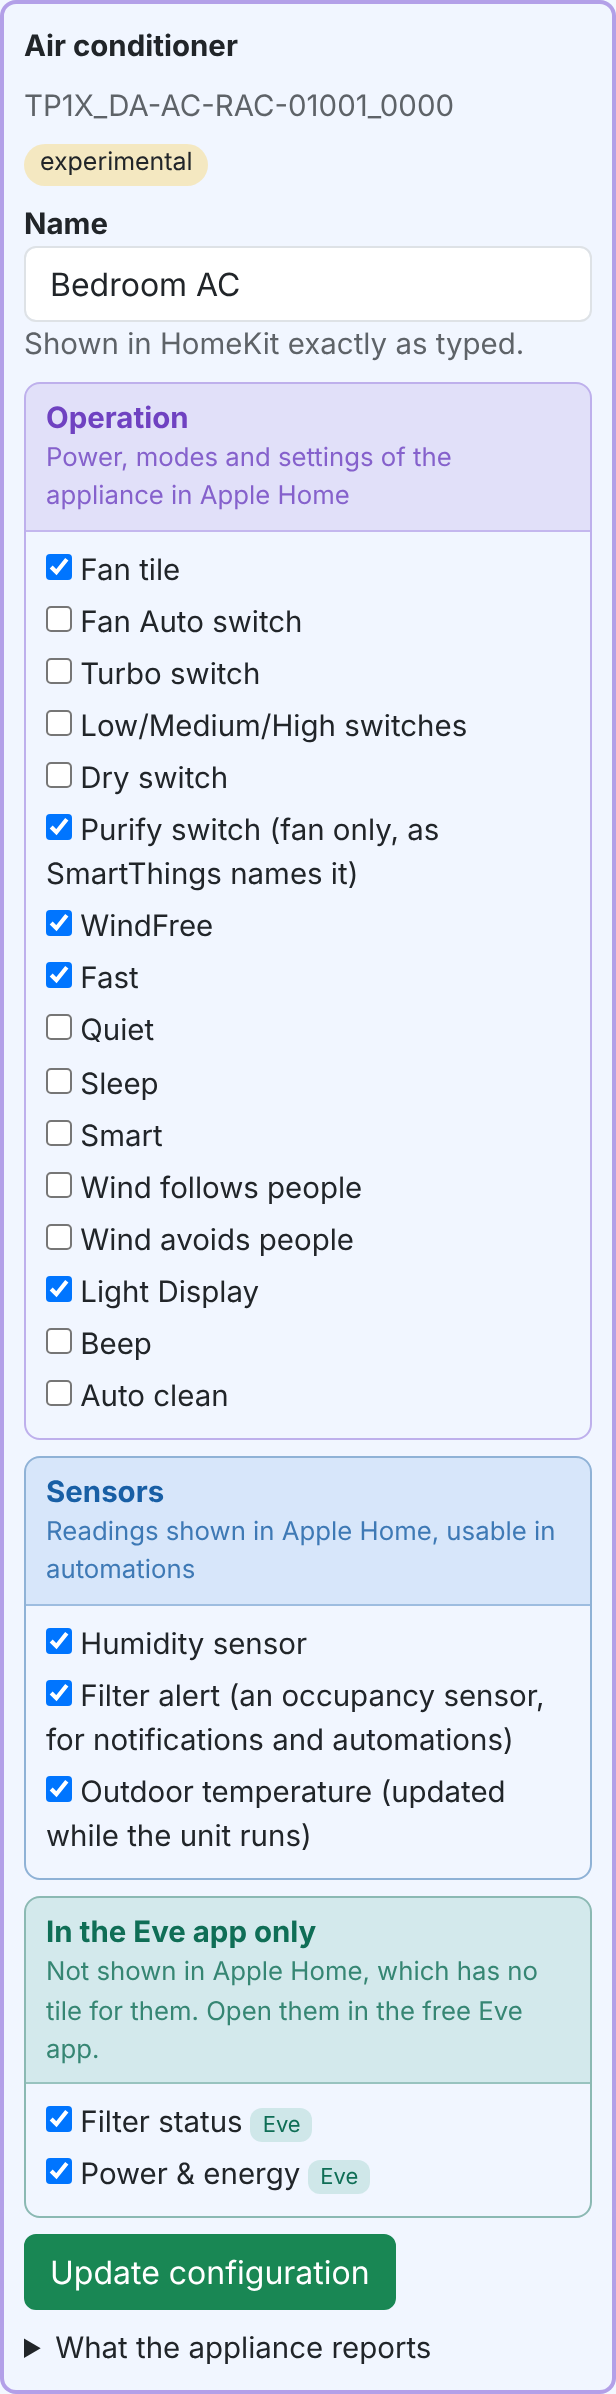 Air conditioner
TP1X_DA-AC-RAC-01001_0000
experimental
Name
Bedroom AC
Shown in HomeKit exactly as typed.
Operation
Power, modes and settings of the
appliance in Apple Home
Fan tile
Fan Auto switch
Turbo switch
Low/Medium/High switches
Dry switch
Purify switch (fan only, as
SmartThings names it)
WindFree
Fast
Quiet
Sleep
Smart
Wind follows people
Wind avoids people
Light Display
Beep
Auto clean
Sensors
Readings shown in Apple Home, usable in
automations
Humidity sensor
Filter alert (an occupancy sensor,
for notifications and automations)
Outdoor temperature (updated
while the unit runs)
In the Eve app only
Not shown in Apple Home, which has no
tile for them. Open them in the free Eve
app.
Filter status Eve
Power & energy Eve
Update configuration
What the appliance reports